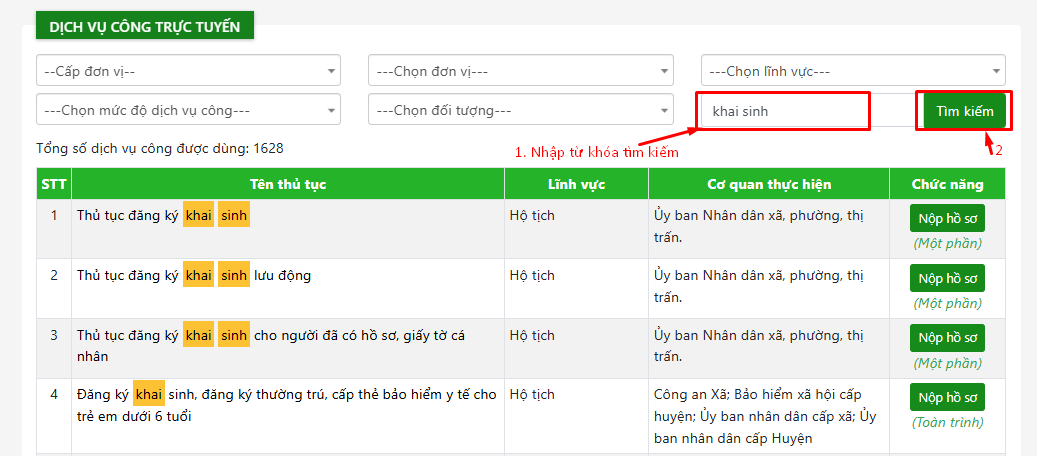 DỊCH VỤ CÔNG TRỰC TUYẾN
--Cấp đơn vị-- ---Chọn đơn vị--- ---Chọn lĩnh vực---
---Chọn mức độ dịch vụ công--- ---Chọn đối tượng--- khai sinh Tìm kiếm
Tổng số dịch vụ công được dùng: 1628 1. Nhập từ khóa tìm kiếm 2
STT Tên thủ tục Lĩnh vực Cơ quan thực hiện Chức năng
1 Thủ tục đăng ký khai sinh Hộ tịch Ủy ban Nhân dân xã, phường, thị Nộp hồ sơ
trấn. (Một phần)
2 Thủ tục đăng ký khai sinh lưu động Hộ tịch Ủy ban Nhân dân xã, phường, thị Nộp hồ sơ
trấn. (Một phần)
3 Thủ tục đăng ký khai sinh cho người đã có hồ sơ, giấy tờ cá Hộ tịch Ủy ban Nhân dân xã, phường, thị Nộp hồ sơ
nhân trấn. (Một phần)
4 Đăng ký khai sinh, đăng ký thường trú, cấp thẻ bảo hiểm y tế cho Hộ tịch Công an Xã; Bảo hiểm xã hội cấp Nộp hồ sơ
trẻ em dưới 6 tuổi huyện; Ủy ban nhân dân cấp xã; Ủy (Toàn trình)
ban nhân dân cấp Huyện